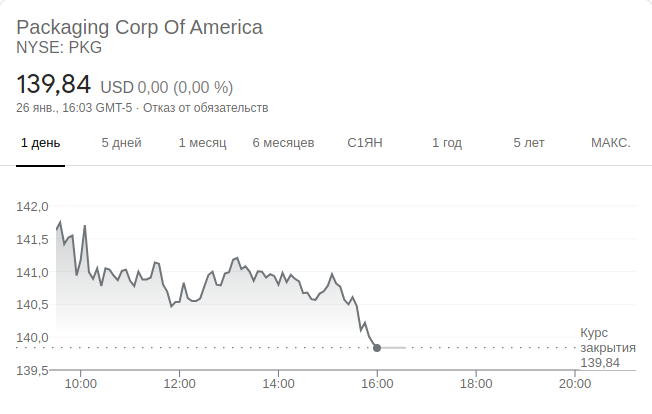 Packaging Corp Of America
NYSE: PKG
139,84 USD 0,00 (0,00 %)
26 янв., 16:03 GMT-5 · Отказ от обязательств
1 день 5 дней 1 месяц 6 месяцев С1ЯН 1 год 5 лет МАКС.
142,0
141,5
141,0
140,5
140,0
139,5
Курс
закрытия
139,84
10:00 12:00 14:00 16:00 18:00 20:00